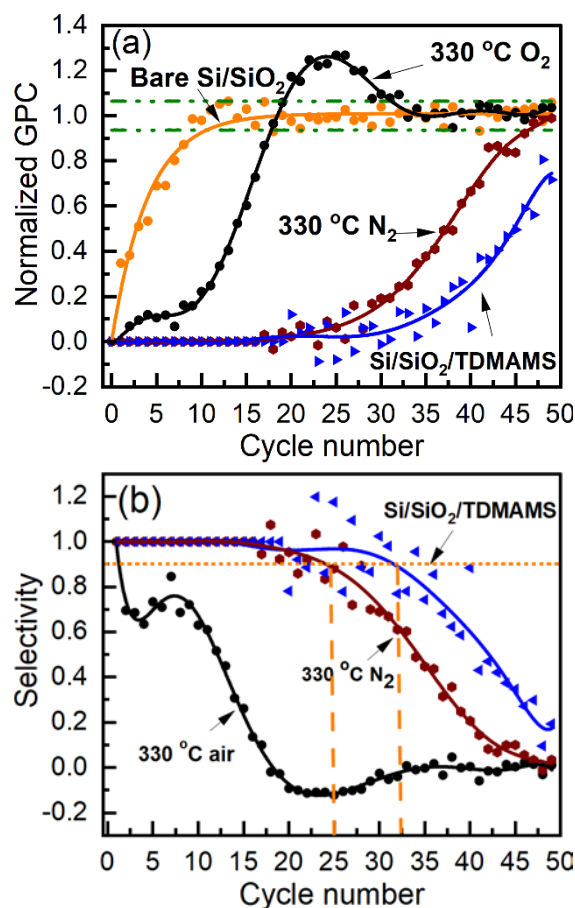 (a)
330 °C O2
Bare Si/SiO2
330 °C N2
Si/SiO2/TDMAMS
Normalized GPC
1.4
1.2
1.0
0.8
0.6
0.4
0.2
0.0
-0.2
0 5 10 15 20 25 30 35 40 45 50
Cycle number
(b)
Si/SiO2/TDMAMS
330 °C N2
330 °C air
Selectivity
1.2
1.0
0.8
0.6
0.4
0.2
0.0
-0.2
0 5 10 15 20 25 30 35 40 45 50
Cycle number